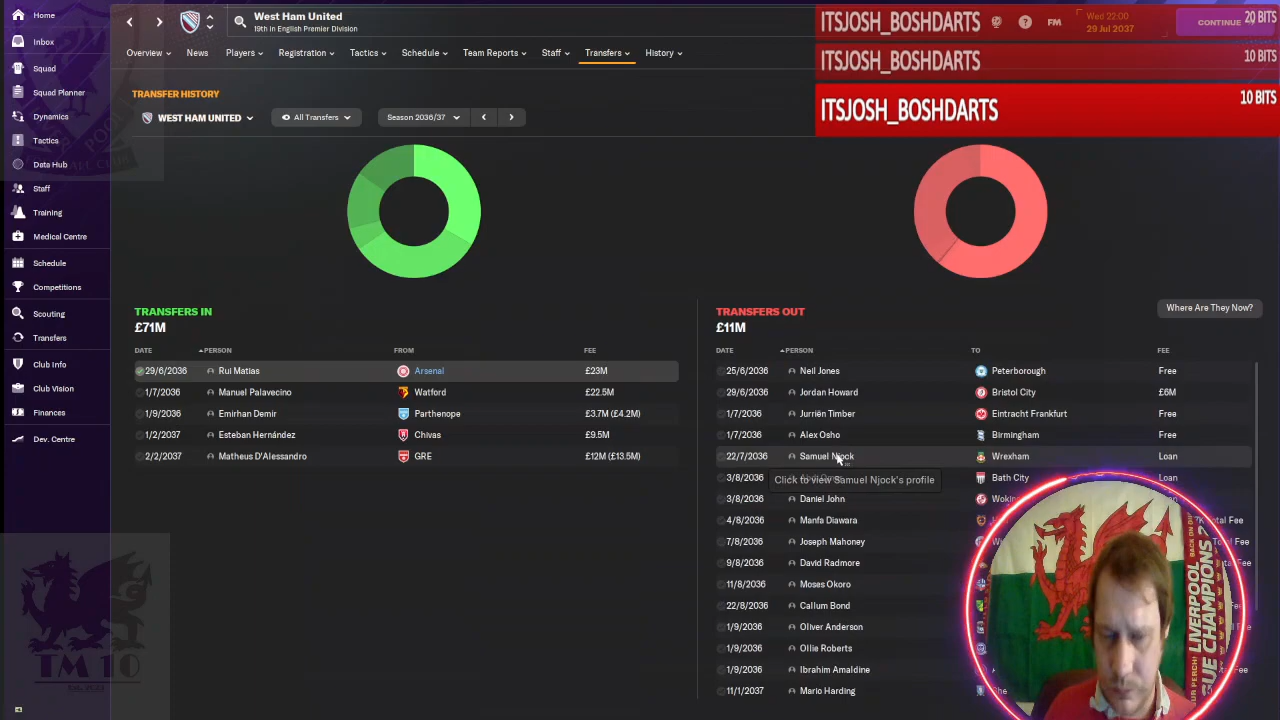 Home
Inbox
Squad
Squad Planner
Dynamics
Tactics
Data Hub
Staff
Training
Medical Centre
Schedule
Competitions
Scouting
Transfers
Club Info
Club Vision
Finances
Dev. Centre
TM 10
West Ham United
19th in English Premier Division
Overview
News
Players
Registration
Tactics
Schedule
Team Reports
Staff
Transfers
History
FM
Wed 22:00
29 Jul 2037
CONTINUE
ITSJOSH_BOSHDARTS
20 BITS
ITSJOSH_BOSHDARTS
10 BITS
ITSJOSH_BOSHDARTS
10 BITS
TRANSFER HISTORY
WEST HAM UNITED
All Transfers
Season 2036/37
TRANSFERS IN
£71M
DATE PERSON FROM FEE
29/6/2036 Rui Matias Arsenal £23M
1/7/2036 Manuel Palavecino Watford £22.5M
1/9/2036 Emirhan Demir Parthenope £3.7M (£4.2M)
1/2/2037 Esteban Hernández Chivas £9.5M
2/2/2037 Matheus D'Alessandro GRE £12M (£13.5M)
TRANSFERS OUT
£11M
Where Are They Now?
DATE PERSON TO FEE
25/6/2036 Neil Jones Peterborough Free
29/6/2036 Jordan Howard Bristol City £6M
1/7/2036 Jurriën Timber Eintracht Frankfurt Free
1/7/2036 Alex Osho Birmingham Free
22/7/2036 Samuel Njock Wrexham Loan
3/8/2036 Bath City Loan
Click to view Samuel Njock's profile
3/8/2036 Daniel John
4/8/2036 Manfa Diawara
7/8/2036 Joseph Mahoney
9/8/2036 David Radmore
11/8/2036 Moses Okoro
22/8/2036 Callum Bond
1/9/2036 Oliver Anderson
1/9/2036 Ollie Roberts
1/9/2036 Ibrahim Amaldine
11/1/2037 Mario Harding
LIVERPOOL